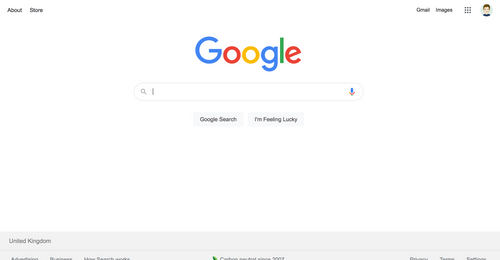 About Store
Gmail Images
Google
Google Search I'm Feeling Lucky
United Kingdom
Advertising Business How Search works Carbon neutral since 2007 Privacy Terms Settings